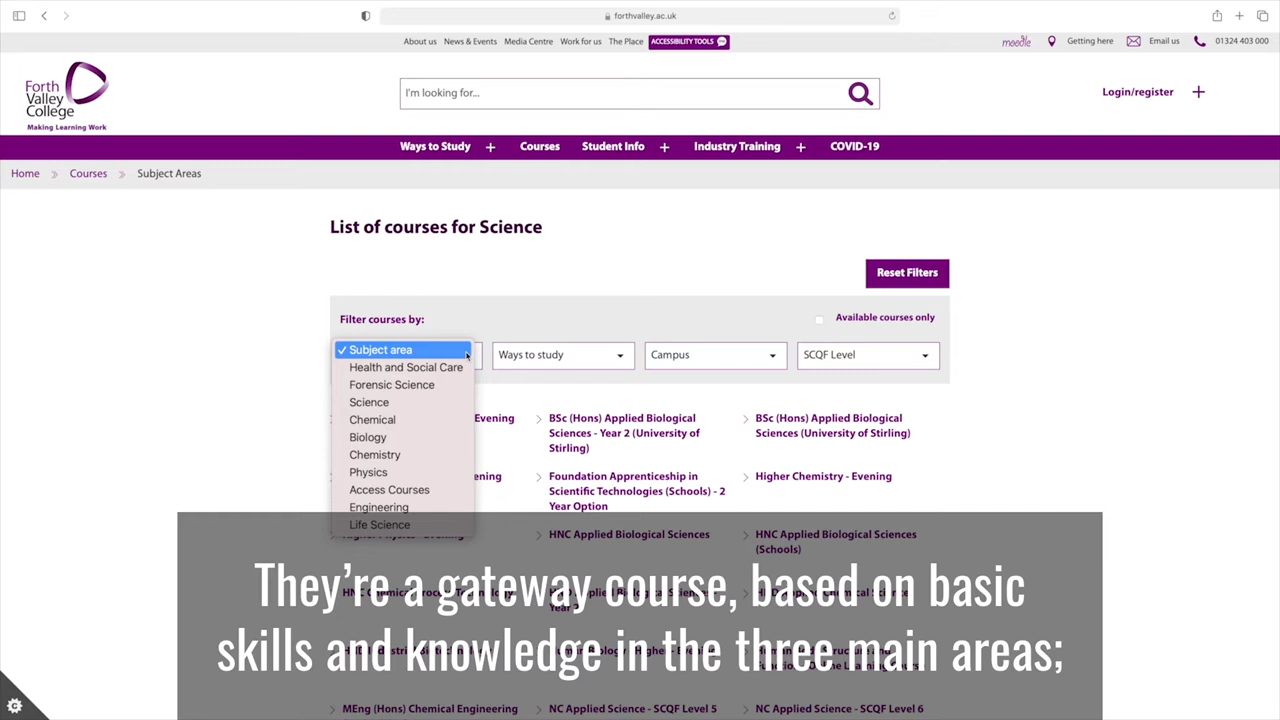 forthvalley.ac.uk
About us News & Events Media Centre Work for us The Place ACCESSIBILITY TOOLS
moodle Getting here Email us 01324 403 000
Forth
Valley
College
Making Learning Work
I'm looking for...
Login/register
Ways to Study Courses Student Info Industry Training COVID-19
Home Courses Subject Areas
List of courses for Science
Reset Filters
Filter courses by:
Available courses only
Subject area
Health and Social Care
Forensic Science
Science
Chemical
Biology
Chemistry
Physics
Access Courses
Engineering
Life Science
Ways to study
Campus
SCQF Level
Evening
BSc (Hons) Applied Biological
Sciences - Year 2 (University of
Stirling)
BSc (Hons) Applied Biological
Sciences (University of Stirling)
Foundation Apprenticeship in
Scientific Technologies (Schools) - 2
Year Option
Higher Chemistry - Evening
Higher Physics - Evening
HNC Applied Biological Sciences
HNC Applied Biological Sciences
(Schools)
They're a gateway course, based on basic
skills and knowledge in the three main areas;
MEng (Hons) Chemical Engineering
NC Applied Science - SCQF Level 5
NC Applied Science - SCQF Level 6